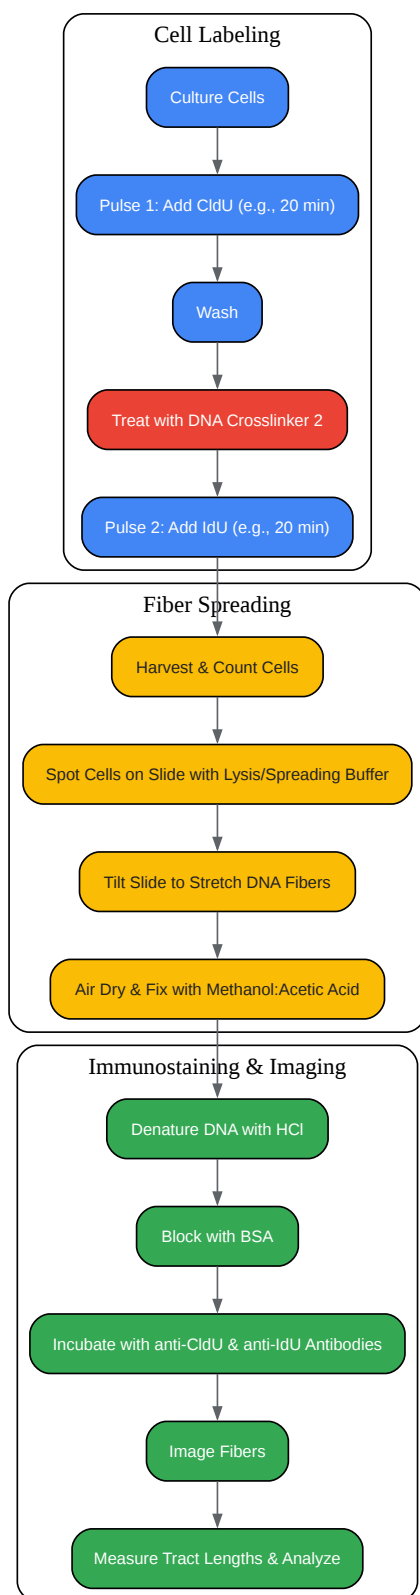 Cell Labeling
Culture Cells
Pulse 1: Add CldU (e.g., 20 min)
Wash
Treat with DNA Crosslinker 2
Pulse 2: Add IdU (e.g., 20 min)
Fiber Spreading
Harvest & Count Cells
Spot Cells on Slide with Lysis/Spreading Buffer
Tilt Slide to Stretch DNA Fibers
Air Dry & Fix with Methanol:Acetic Acid
Immunostaining & Imaging
Denature DNA with HCl
Block with BSA
Incubate with anti-CldU & anti-IdU Antibodies
Image Fibers
Measure Tract Lengths & Analyze